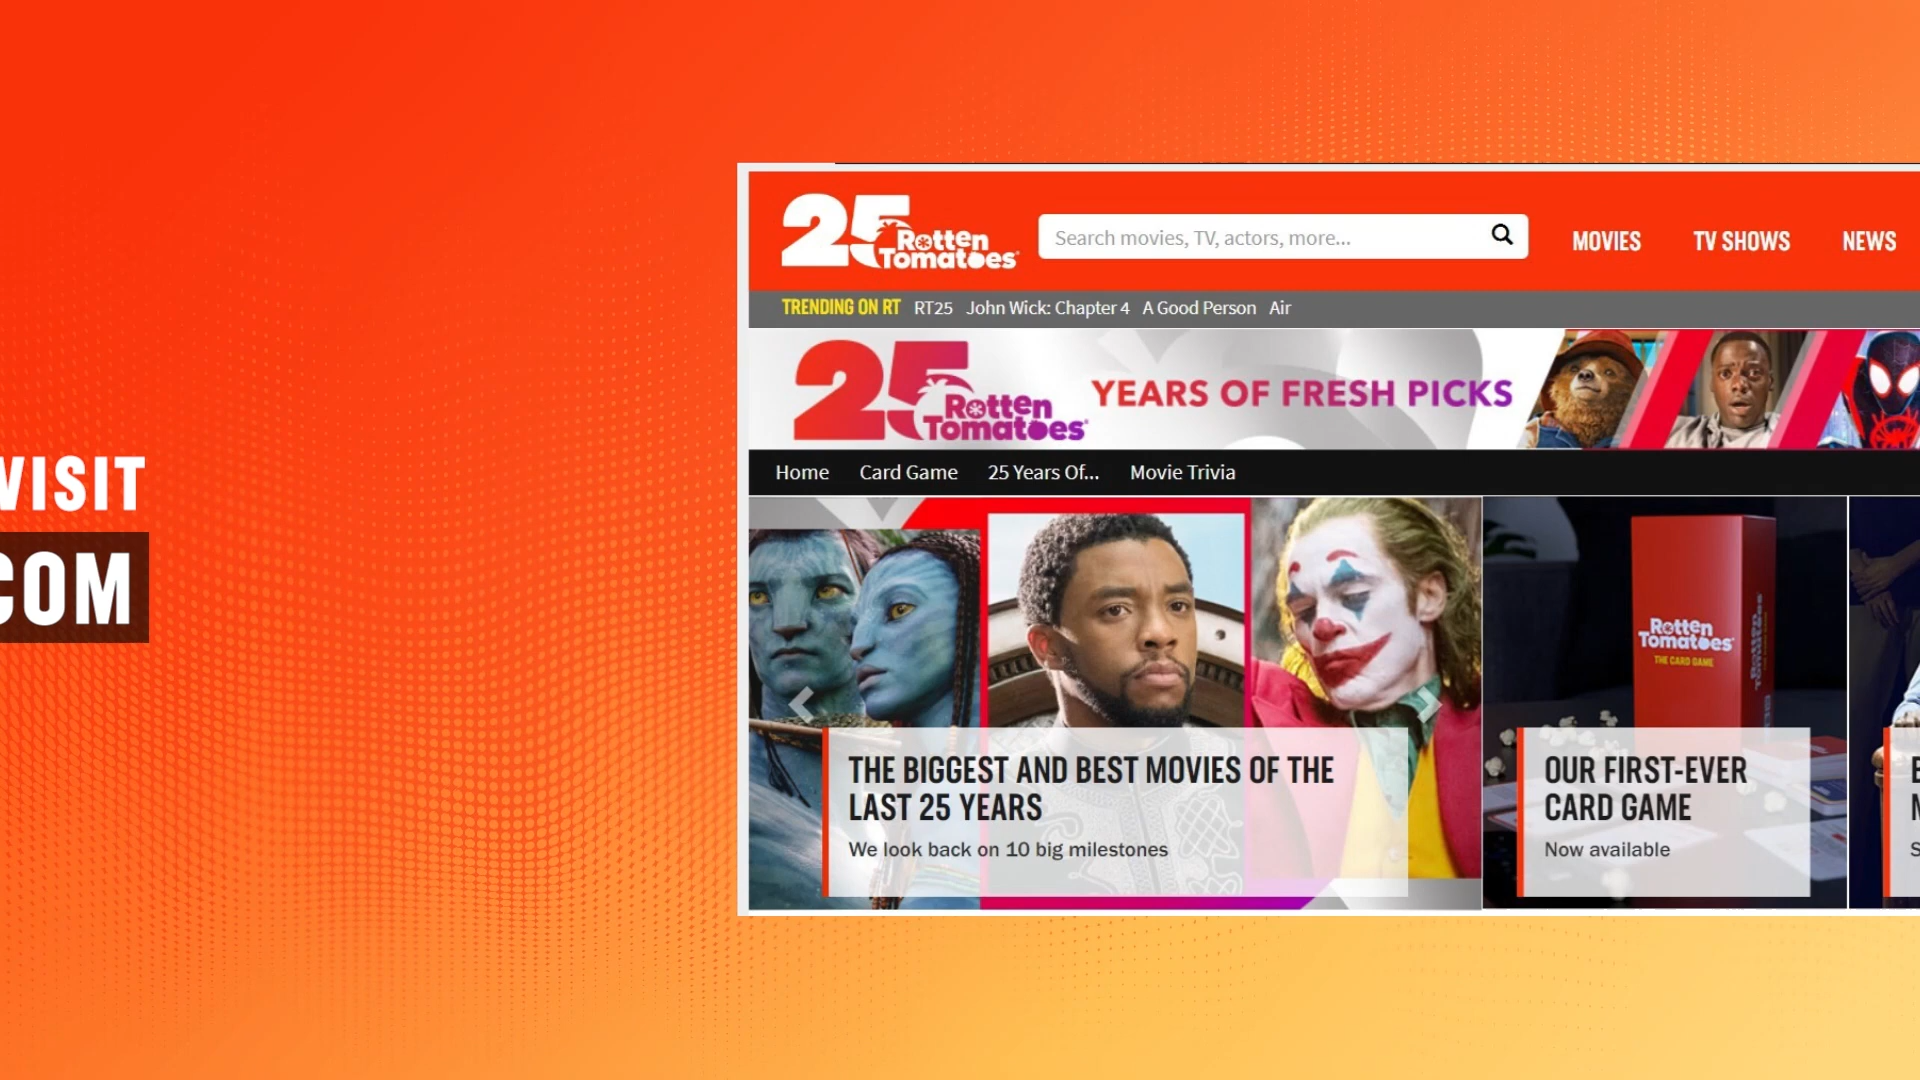 VISIT
COM
25 Rotten
Tomatoes
Search movies, TV, actors, more...
MOVIES TV SHOWS NEWS
TRENDING ON RT RT25 John Wick: Chapter 4 A Good Person Air
25 Rotten
Tomatoes
YEARS OF FRESH PICKS
Home Card Game 25 Years Of... Movie Trivia
Rotten
Tomatoes
THE CARD GAME
Rotten
Tomatoes
THE BIGGEST AND BEST MOVIES OF THE
LAST 25 YEARS
We look back on 10 big milestones
OUR FIRST-EVER
CARD GAME
Now available